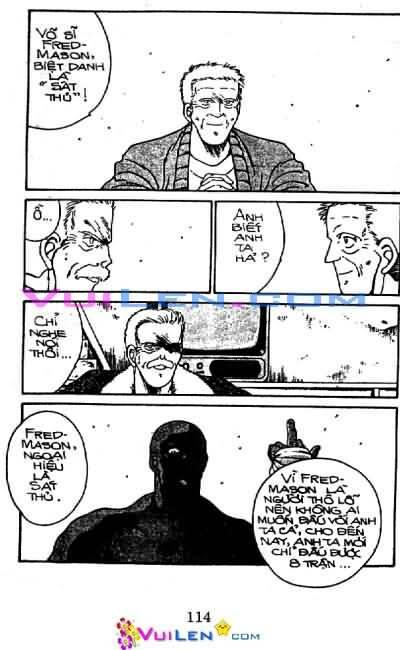 VÕ SĨ
FRED-
MASON,
BIỆT DANH
LÀ
"SÁT
THỦ"!
Ồ...
ANH
BIẾT
ANH
TA
HẢ?
VUILEN.COM
CHỈ
NGHE
NÓI
THÔI...
FRED-
MASON,
NGOẠI
HIỆU
LÀ
SÁT
THỦ.
VÌ FRED-
MASON LÀ
NGƯỜI THÔ LỖ
NÊN KHÔNG AI
MUỐN ĐẤU VỚI ANH
TA CẢ, CHO ĐẾN
NAY, ANH TA MỚI
CHỈ ĐẤU ĐƯỢC
8 TRẬN...
114
VUILEN.COM